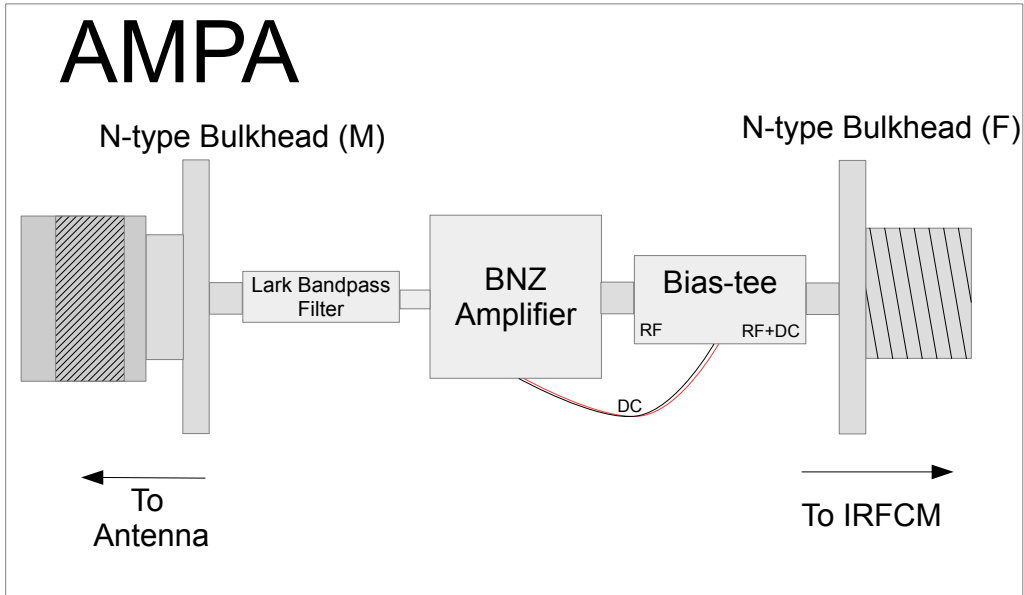 AMPA
N-type Bulkhead (M)
N-type Bulkhead (F)
Lark Bandpass
Filter
BNZ
Amplifier
Bias-tee
RF
RF+DC
DC
To
Antenna
To IRFCM